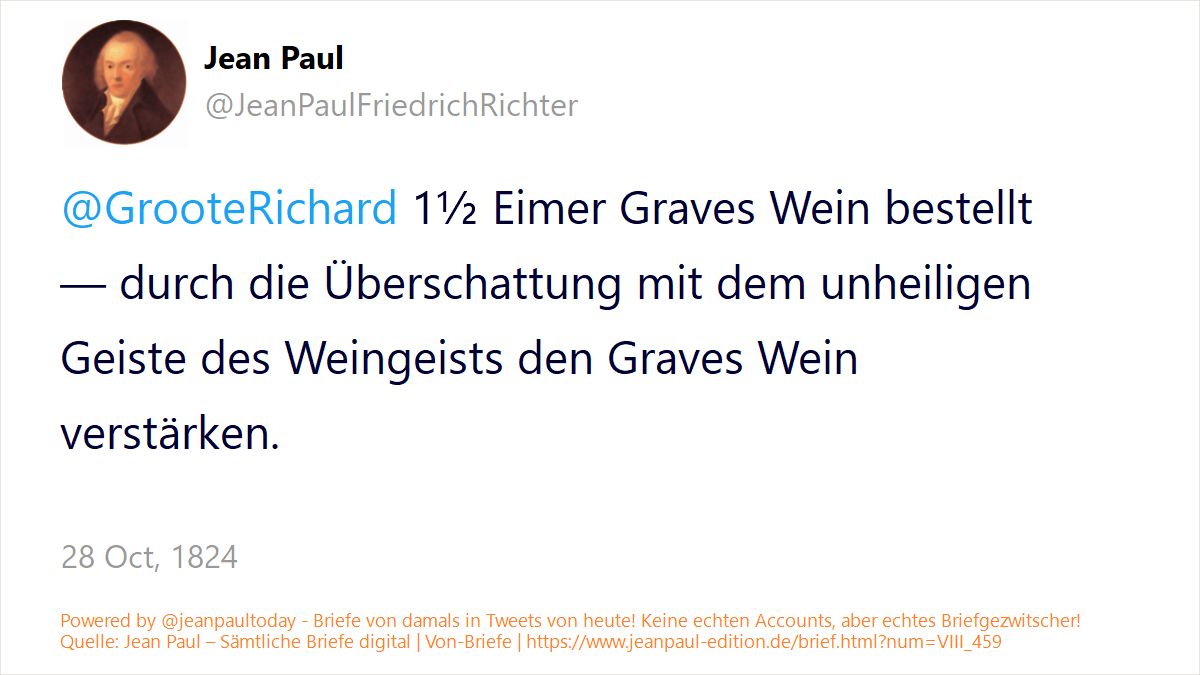 Jean Paul
@JeanPaulFriedrichRichter
@GrooteRichard 1½ Eimer Graves Wein bestellt
— durch die Überschattung mit dem unheiligen
Geiste des Weingeists den Graves Wein
verstärken.
28 Oct, 1824
Powered by @jeanpaultoday - Briefe von damals in Tweets von heute! Keine echten Accounts, aber echtes Briefgezwitscher!
Quelle: Jean Paul – Sämtliche Briefe digital | Von-Briefe | https://www.jeanpaul-edition.de/brief.html?num=VIII_459